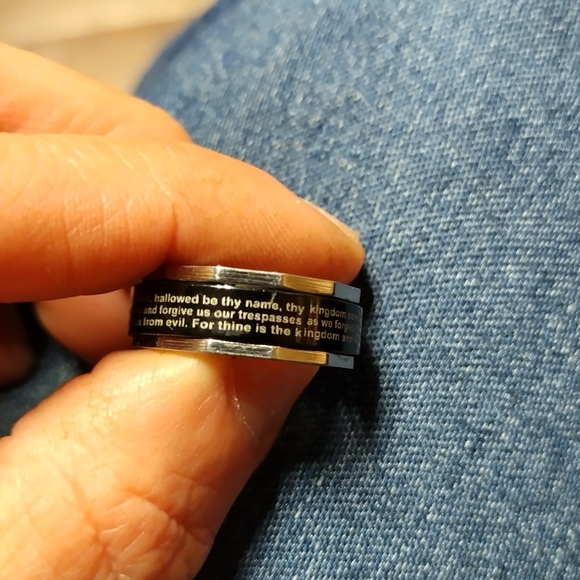 hallowed be thy name, thy kingdom
and forgive us our trespasses as we
from evil. For thine is the kingdom